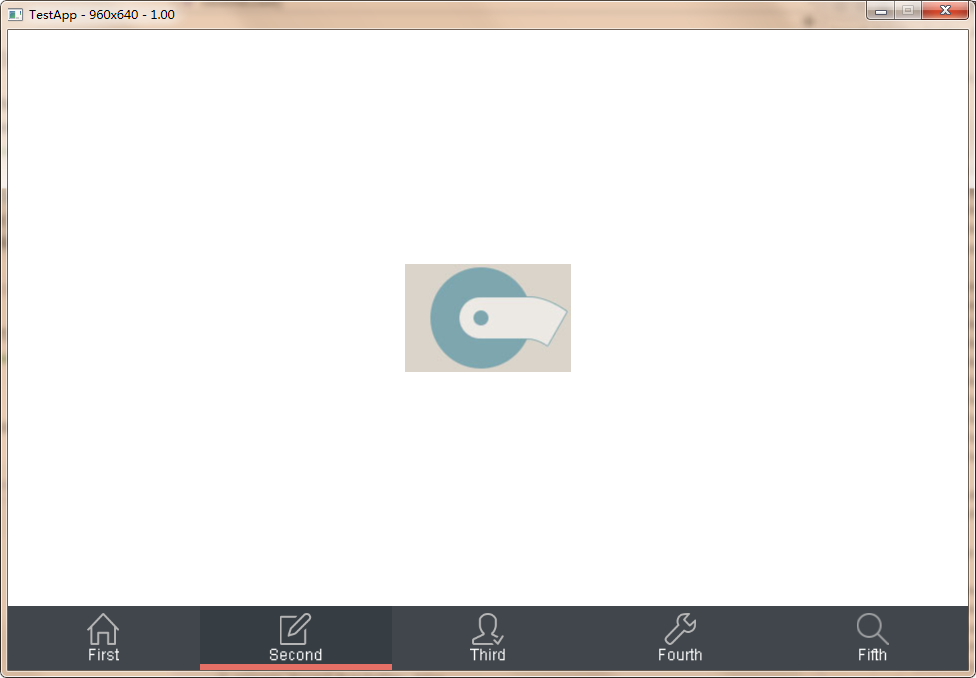 TestApp - 960x640 - 1.00
First
Second
Third
Fourth
Fifth